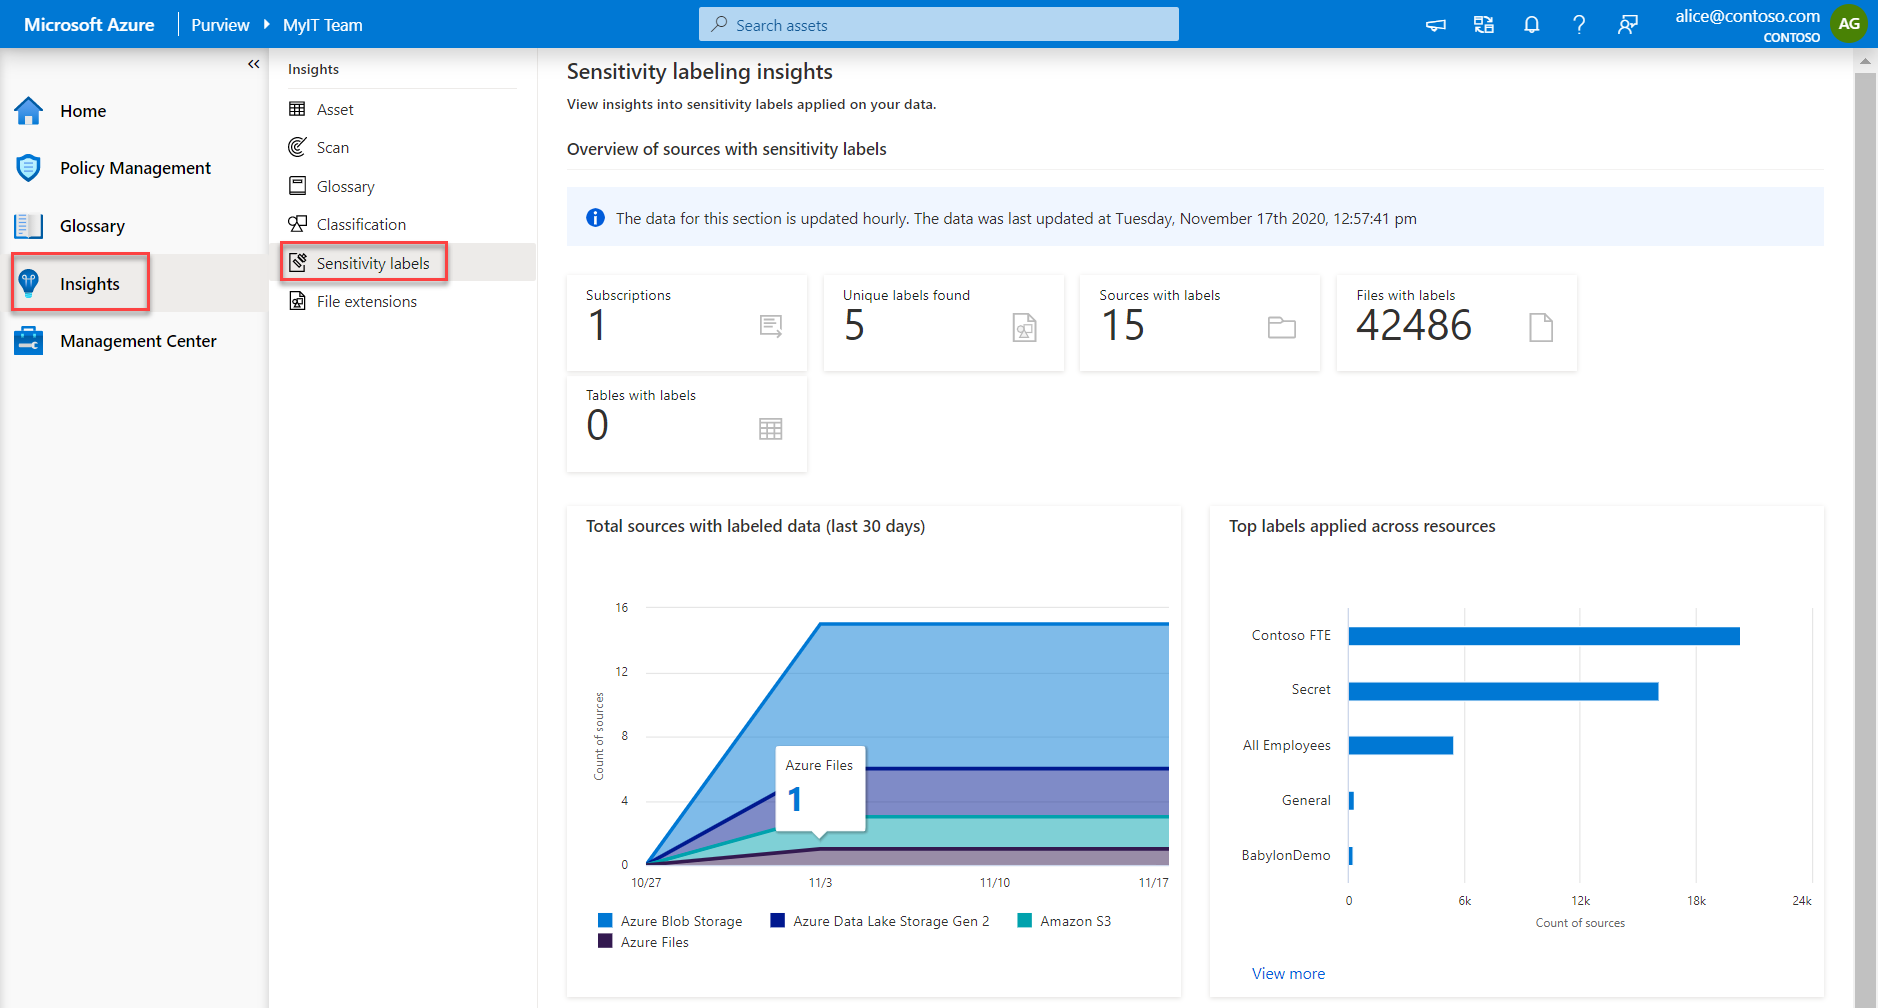 Microsoft Azure
Purview
MyIT Team
Search assets
alice@contoso.com
CONTOSO
AG
Home
Policy Management
Glossary
Insights
Management Center
Insights
Asset
Scan
Glossary
Classification
Sensitivity labels
File extensions
Sensitivity labeling insights
View insights into sensitivity labels applied on your data.
Overview of sources with sensitivity labels
The data for this section is updated hourly. The data was last updated at Tuesday, November 17th 2020, 12:57:41 pm
Subscriptions
1
Unique labels found
5
Sources with labels
15
Files with labels
42486
Tables with labels
0
Total sources with labeled data (last 30 days)
Count of sources
16
12
8
4
0
Azure Files
1
10/27
11/3
11/10
11/17
Azure Blob Storage
Azure Data Lake Storage Gen 2
Amazon S3
Azure Files
Top labels applied across resources
Contoso FTE
Secret
All Employees
General
BabylonDemo
0
6k
12k
18k
24k
Count of sources
View more